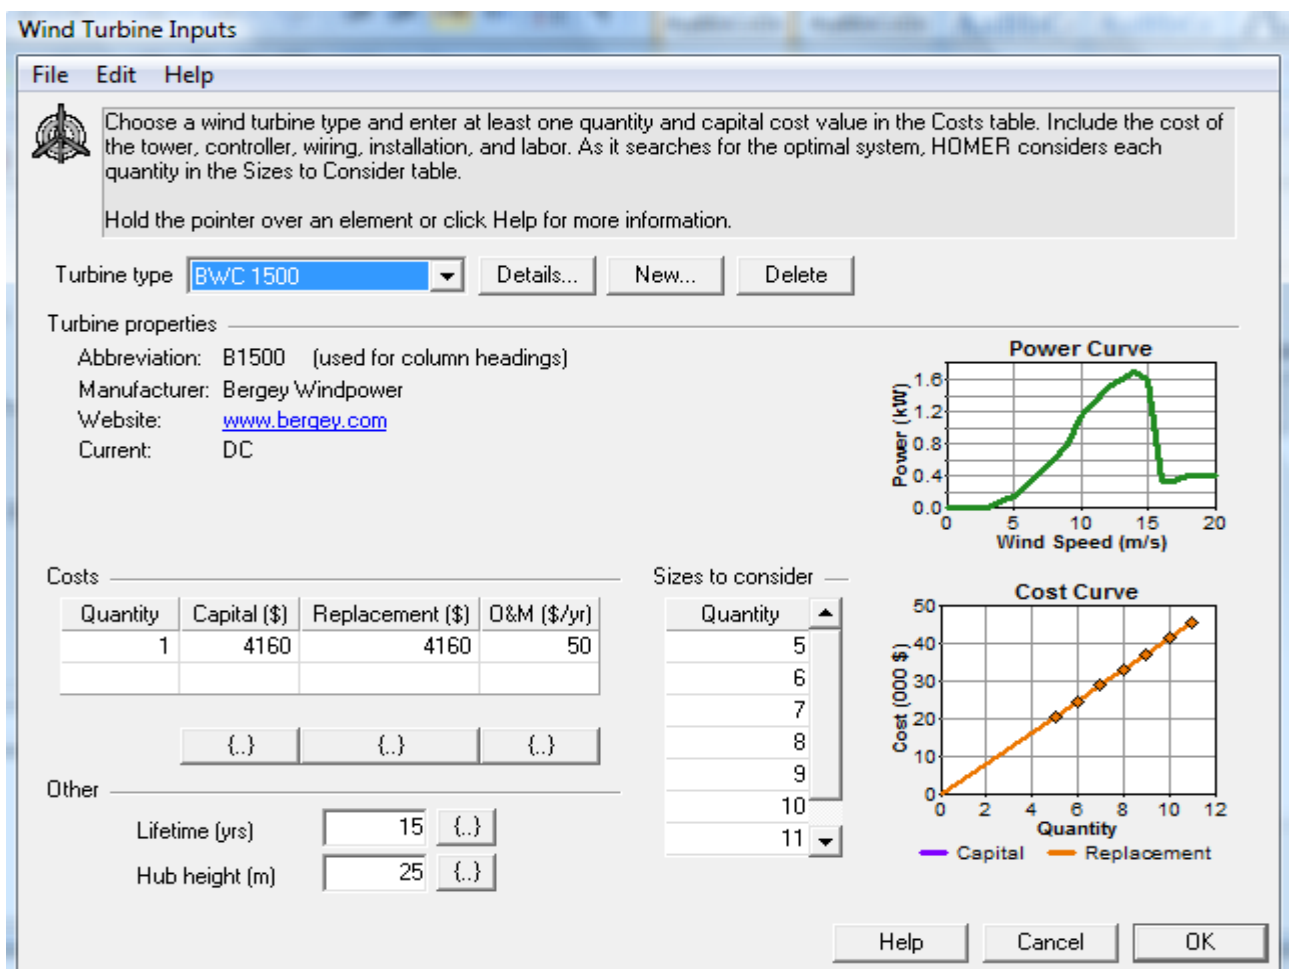 Wind Turbine Inputs
File Edit Help
Choose a wind turbine type and enter at least one quantity and capital cost value in the Costs table. Include the cost of
the tower, controller, wiring, installation, and labor. As it searches for the optimal system, HOMER considers each
quantity in the Sizes to Consider table.
Hold the pointer over an element or click Help for more information.
Turbine type BWC 1500 Details... New... Delete
Turbine properties
Abbreviation: B1500 (used for column headings)
Manufacturer: Bergey Windpower
Website: www.bergey.com
Current: DC
Power Curve
Power (kW)
1.6
1.2
0.8
0.4
0.0
0 5 10 15 20
Wind Speed (m/s)
Costs
Quantity Capital ($) Replacement ($) O&M ($/yr)
1 4160 4160 50
{..} {..} {..}
Other
Lifetime (yrs) 15 {..}
Hub height (m) 25 {..}
Sizes to consider
Quantity
5
6
7
8
9
10
11
Cost Curve
Cost (000 $)
50
40
30
20
10
0
0 2 4 6 8 10 12
Quantity
Capital Replacement
Help Cancel OK